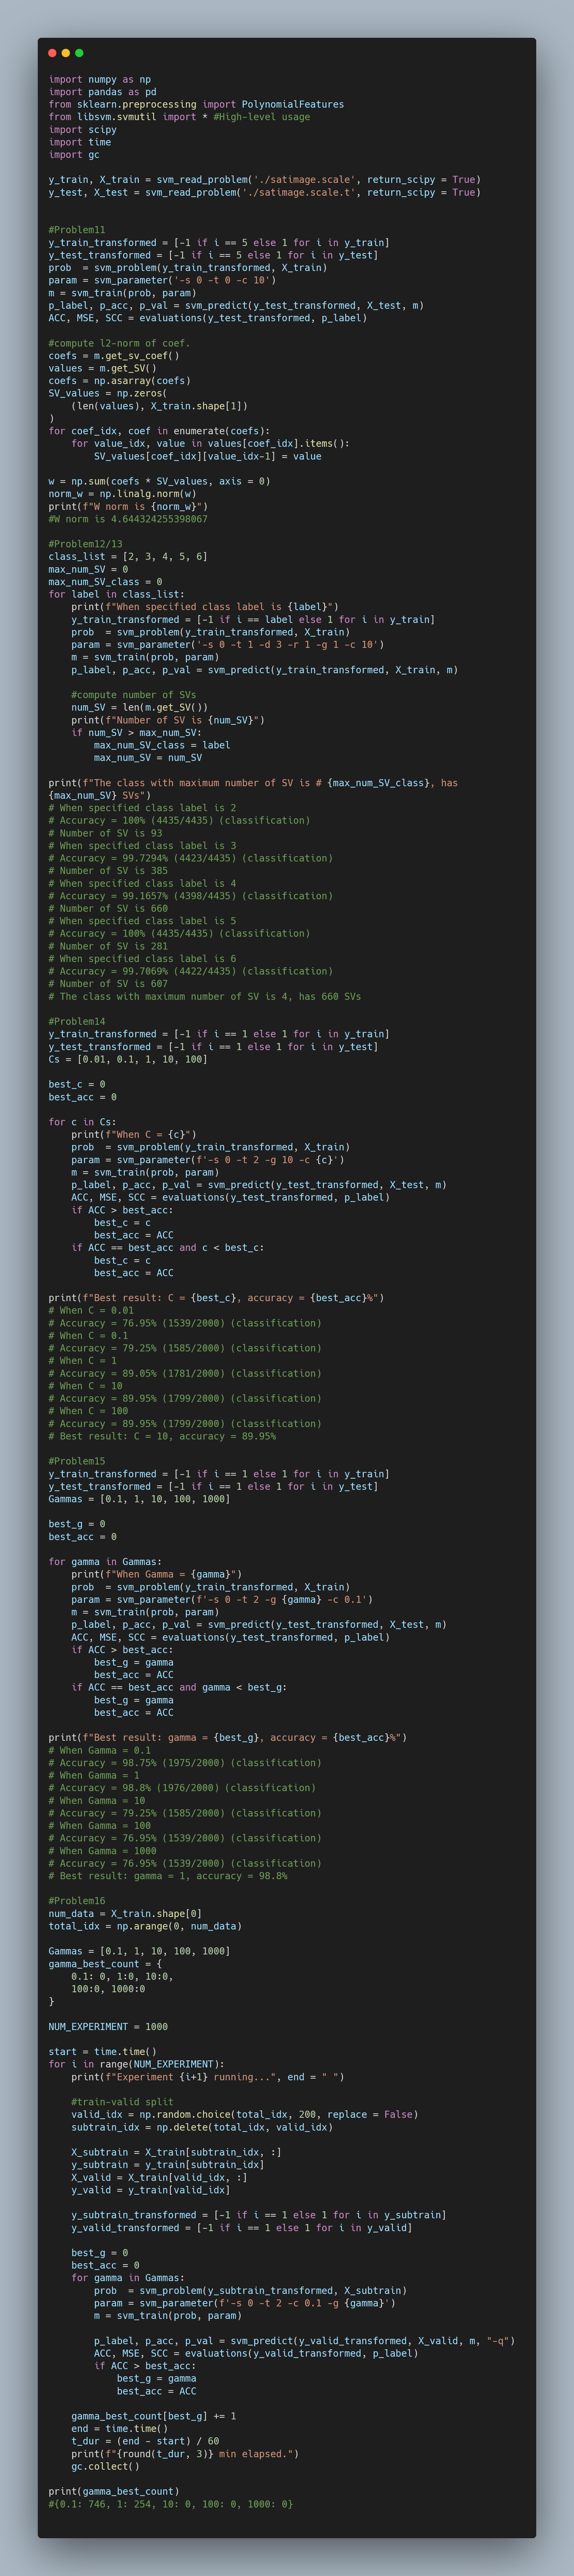 import numpy as np
import pandas as pd
from sklearn.preprocessing import PolynomialFeatures
from libsvm.svmutil import * #High-level usage
import scipy
import time
import gc

y_train, X_train = svm_read_problem('./satimage.scale', return_scipy = True)
y_test, X_test = svm_read_problem('./satimage.scale.t', return_scipy = True)


#Problem11
y_train_transformed = [-1 if i == 5 else 1 for i in y_train]
y_test_transformed = [-1 if i == 5 else 1 for i in y_test]
prob  = svm_problem(y_train_transformed, X_train)
param = svm_parameter('-s 0 -t 0 -c 10')
m = svm_train(prob, param)
p_label, p_acc, p_val = svm_predict(y_test_transformed, X_test, m)
ACC, MSE, SCC = evaluations(y_test_transformed, p_label)

#compute l2-norm of coef.
coefs = m.get_sv_coef()
values = m.get_SV()
coefs = np.asarray(coefs)
SV_values = np.zeros(
    (len(values), X_train.shape[1])
)
for coef_idx, coef in enumerate(coefs):
    for value_idx, value in values[coef_idx].items():
        SV_values[coef_idx][value_idx-1] = value

w = np.sum(coefs * SV_values, axis = 0)
norm_w = np.linalg.norm(w)
print(f"W norm is {norm_w}")
#W norm is 4.644324255398067

#Problem12/13
class_list = [2, 3, 4, 5, 6]
max_num_SV = 0
max_num_SV_class = 0
for label in class_list:
    print(f"When specified class label is {label}")
    y_train_transformed = [-1 if i == label else 1 for i in y_train]
    prob  = svm_problem(y_train_transformed, X_train)
    param = svm_parameter('-s 0 -t 1 -d 3 -r 1 -g 1 -c 10')
    m = svm_train(prob, param)
    p_label, p_acc, p_val = svm_predict(y_train_transformed, X_train, m)

    #compute number of SVs
    num_SV = len(m.get_SV())
    print(f"Number of SV is {num_SV}")
    if num_SV > max_num_SV:
        max_num_SV_class = label
        max_num_SV = num_SV

print(f"The class with maximum number of SV is # {max_num_SV_class}, has
{max_num_SV} SVs")
# When specified class label is 2
# Accuracy = 100% (4435/4435) (classification)
# Number of SV is 93
# When specified class label is 3
# Accuracy = 99.7294% (4423/4435) (classification)
# Number of SV is 385
# When specified class label is 4
# Accuracy = 99.1657% (4398/4435) (classification)
# Number of SV is 660
# When specified class label is 5
# Accuracy = 100% (4435/4435) (classification)
# Number of SV is 281
# When specified class label is 6
# Accuracy = 99.7069% (4422/4435) (classification)
# Number of SV is 607
# The class with maximum number of SV is 4, has 660 SVs

#Problem14
y_train_transformed = [-1 if i == 1 else 1 for i in y_train]
y_test_transformed = [-1 if i == 1 else 1 for i in y_test]
Cs = [0.01, 0.1, 1, 10, 100]

best_c = 0
best_acc = 0

for c in Cs:
    print(f"When C = {c}")
    prob  = svm_problem(y_train_transformed, X_train)
    param = svm_parameter(f'-s 0 -t 2 -g 10 -c {c}')
    m = svm_train(prob, param)
    p_label, p_acc, p_val = svm_predict(y_test_transformed, X_test, m)
    ACC, MSE, SCC = evaluations(y_test_transformed, p_label)
    if ACC > best_acc:
        best_c = c
        best_acc = ACC
    if ACC == best_acc and c < best_c:
        best_c = c
        best_acc = ACC

print(f"Best result: C = {best_c}, accuracy = {best_acc}%")
# When C = 0.01
# Accuracy = 76.95% (1539/2000) (classification)
# When C = 0.1
# Accuracy = 79.25% (1585/2000) (classification)
# When C = 1
# Accuracy = 89.05% (1781/2000) (classification)
# When C = 10
# Accuracy = 89.95% (1799/2000) (classification)
# When C = 100
# Accuracy = 89.95% (1799/2000) (classification)
# Best result: C = 10, accuracy = 89.95%

#Problem15
y_train_transformed = [-1 if i == 1 else 1 for i in y_train]
y_test_transformed = [-1 if i == 1 else 1 for i in y_test]
Gammas = [0.1, 1, 10, 100, 1000]

best_g = 0
best_acc = 0

for gamma in Gammas:
    print(f"When Gamma = {gamma}")
    prob  = svm_problem(y_train_transformed, X_train)
    param = svm_parameter(f'-s 0 -t 2 -g {gamma} -c 0.1')
    m = svm_train(prob, param)
    p_label, p_acc, p_val = svm_predict(y_test_transformed, X_test, m)
    ACC, MSE, SCC = evaluations(y_test_transformed, p_label)
    if ACC > best_acc:
        best_g = gamma
        best_acc = ACC
    if ACC == best_acc and gamma < best_g:
        best_g = gamma
        best_acc = ACC

print(f"Best result: gamma = {best_g}, accuracy = {best_acc}%")
# When Gamma = 0.1
# Accuracy = 98.75% (1975/2000) (classification)
# When Gamma = 1
# Accuracy = 98.8% (1976/2000) (classification)
# When Gamma = 10
# Accuracy = 79.25% (1585/2000) (classification)
# When Gamma = 100
# Accuracy = 76.95% (1539/2000) (classification)
# When Gamma = 1000
# Accuracy = 76.95% (1539/2000) (classification)
# Best result: gamma = 1, accuracy = 98.8%

#Problem16
num_data = X_train.shape[0]
total_idx = np.arange(0, num_data)

Gammas = [0.1, 1, 10, 100, 1000]
gamma_best_count = {
    0.1: 0, 1:0, 10:0,
    100:0, 1000:0
}

NUM_EXPERIMENT = 1000

start = time.time()
for i in range(NUM_EXPERIMENT):
    print(f"Experiment {i+1} running...", end = " ")

    #train-valid split
    valid_idx = np.random.choice(total_idx, 200, replace = False)
    subtrain_idx = np.delete(total_idx, valid_idx)

    X_subtrain = X_train[subtrain_idx, :]
    y_subtrain = y_train[subtrain_idx]
    X_valid = X_train[valid_idx, :]
    y_valid = y_train[valid_idx]

    y_subtrain_transformed = [-1 if i == 1 else 1 for i in y_subtrain]
    y_valid_transformed = [-1 if i == 1 else 1 for i in y_valid]

    best_g = 0
    best_acc = 0
    for gamma in Gammas:
        prob  = svm_problem(y_subtrain_transformed, X_subtrain)
        param = svm_parameter(f'-s 0 -t 2 -c 0.1 -g {gamma}')
        m = svm_train(prob, param)

        p_label, p_acc, p_val = svm_predict(y_valid_transformed, X_valid, m, "-q")
        ACC, MSE, SCC = evaluations(y_valid_transformed, p_label)
        if ACC > best_acc:
            best_g = gamma
            best_acc = ACC

    gamma_best_count[best_g] += 1
    end = time.time()
    t_dur = (end - start) / 60
    print(f"{round(t_dur, 3)} min elapsed.")
    gc.collect()

print(gamma_best_count)
#{0.1: 746, 1: 254, 10: 0, 100: 0, 1000: 0}